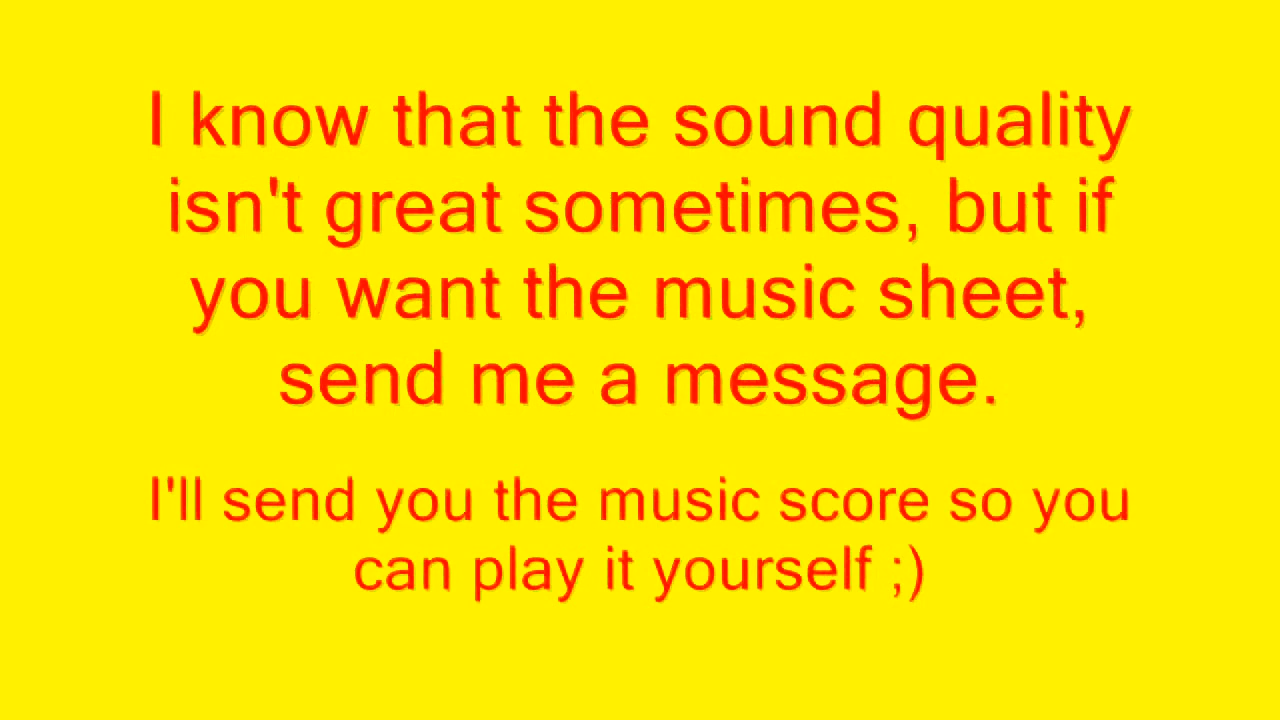 I know that the sound quality
isn't great sometimes, but if
you want the music sheet,
send me a message.
I'll send you the music score so you
can play it yourself ;)